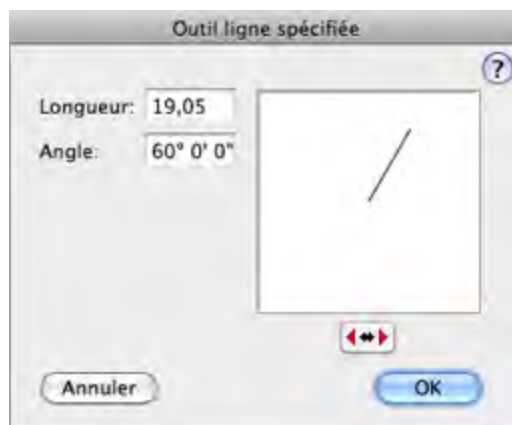 Outil ligne spécifiée
?
Longueur: 19,05
Angle: 60° 0' 0"
Annuler OK